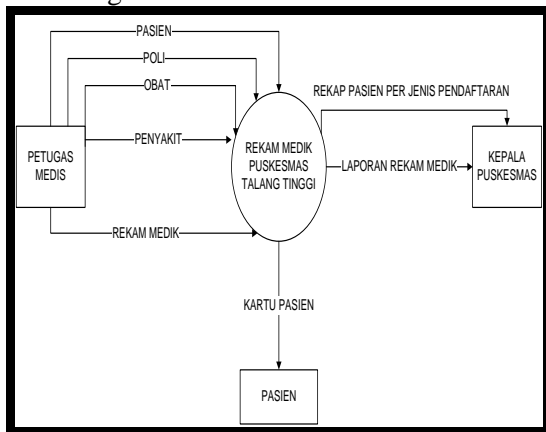 PASIEN
POLI
OBAT
PENYAKIT
REKAM MEDIK
PETUGAS
MEDIS
REKAM MEDIK
PUSKESMAS
TALANG TINGGI
REKAP PASIEN PER JENIS PENDAFTARAN
LAPORAN REKAM MEDIK
KEPALA
PUSKESMAS
KARTU PASIEN
PASIEN